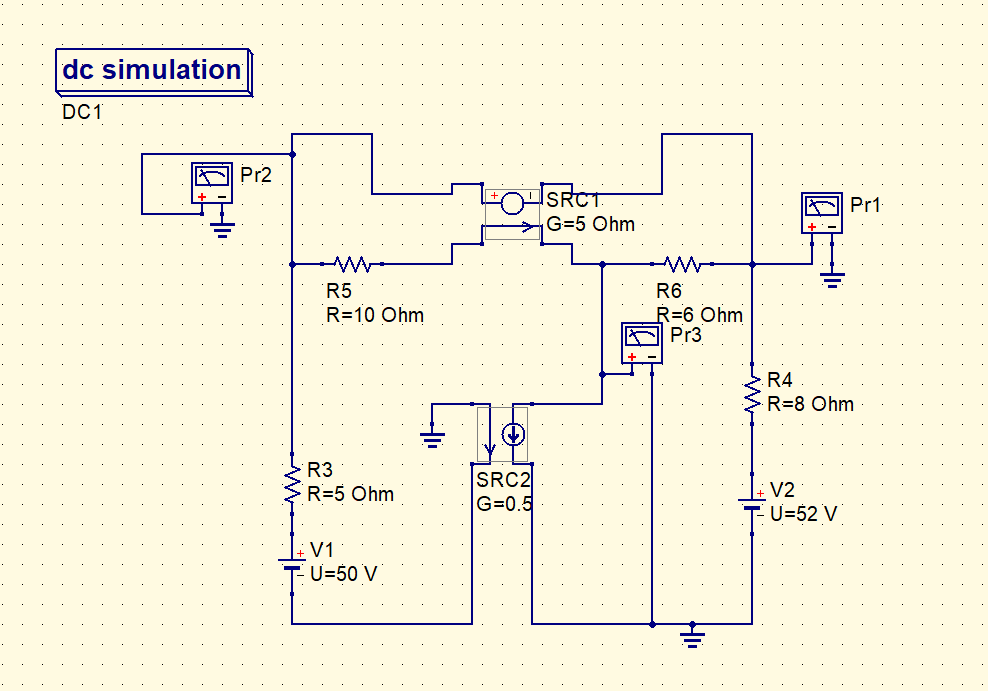 dc simulation
DC1
Pr2
SRC1
G=5 Ohm
Pr1
R5
R=10 Ohm
R6
R=6 Ohm
Pr3
R4
R=8 Ohm
R3
R=5 Ohm
SRC2
G=0.5
V2
U=52 V
V1
U=50 V